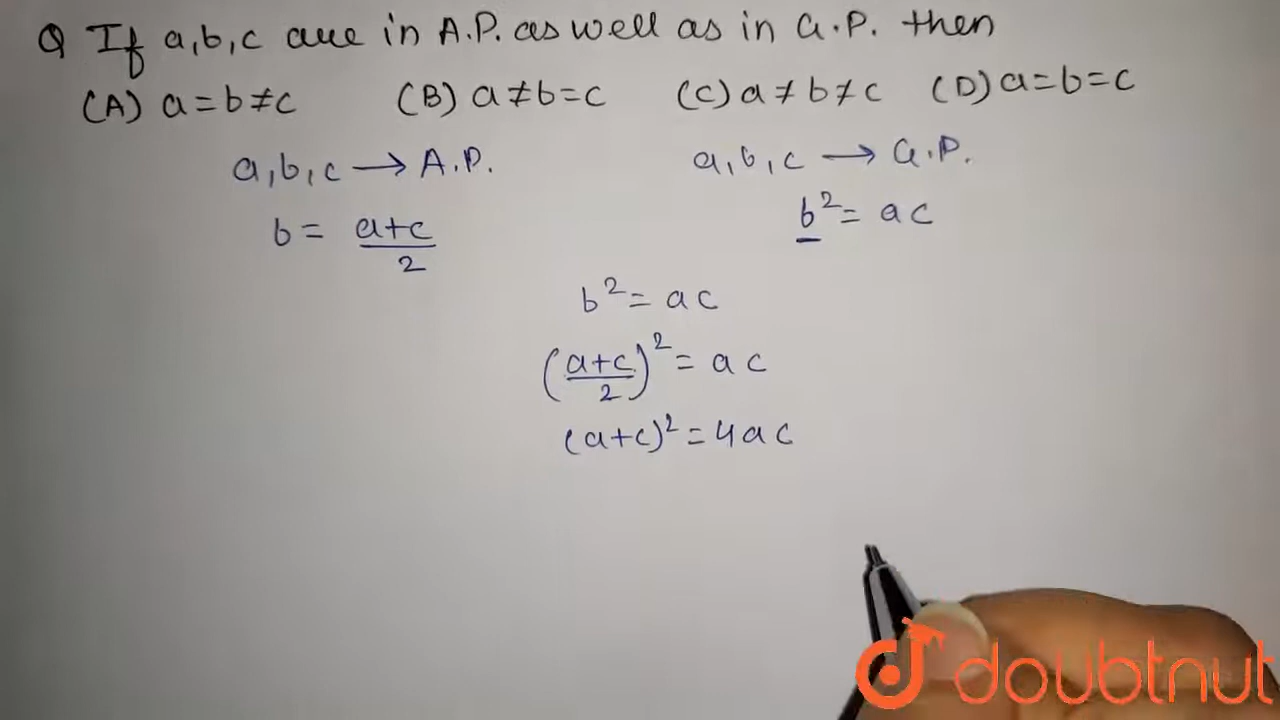 Q If a,b,c are in A.P. as well as in G.P. then
(A) a=b≠c (B) a≠b=c (C) a≠b≠c (D) a=b=c
a,b,c → A.P. a,b,c → G.P.
b = a+c/2 b² = ac
b² = ac
(a+c/2)² = ac
(a+c)² = 4ac
doubtnut